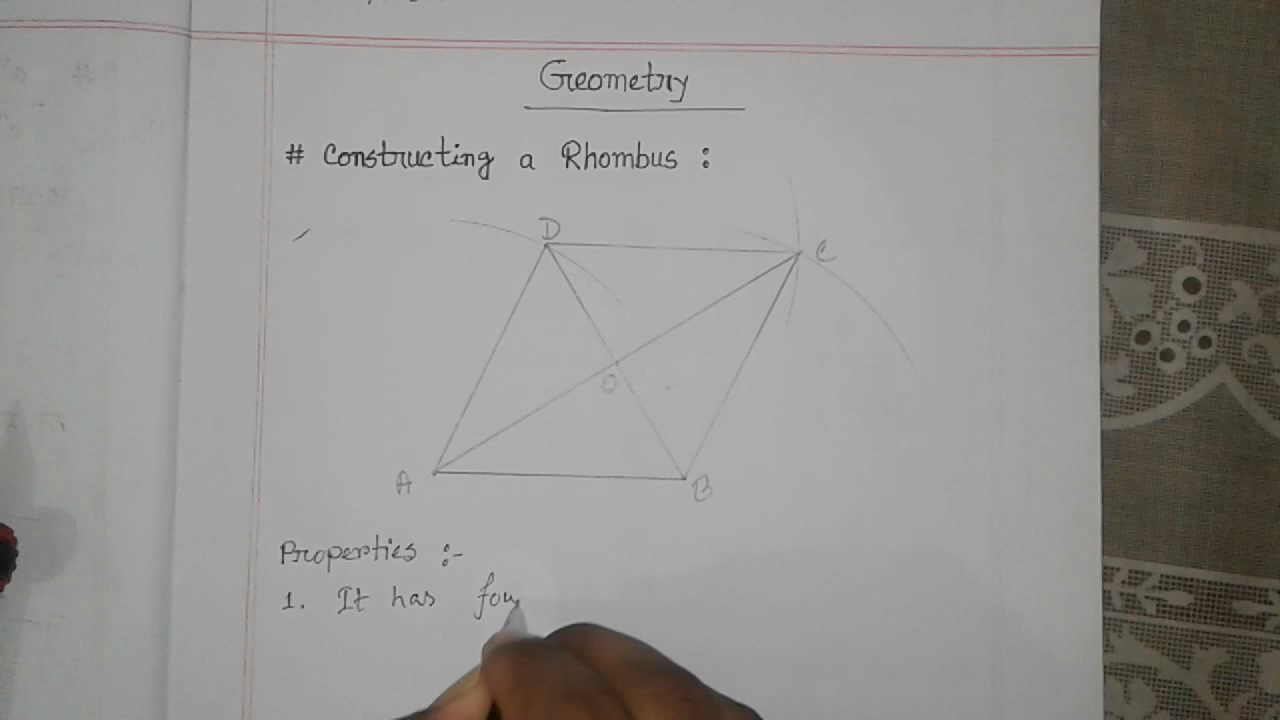 Geometry
# Constructing a Rhombus :
D
C
O
A
B
Properties :-
1. It has fou